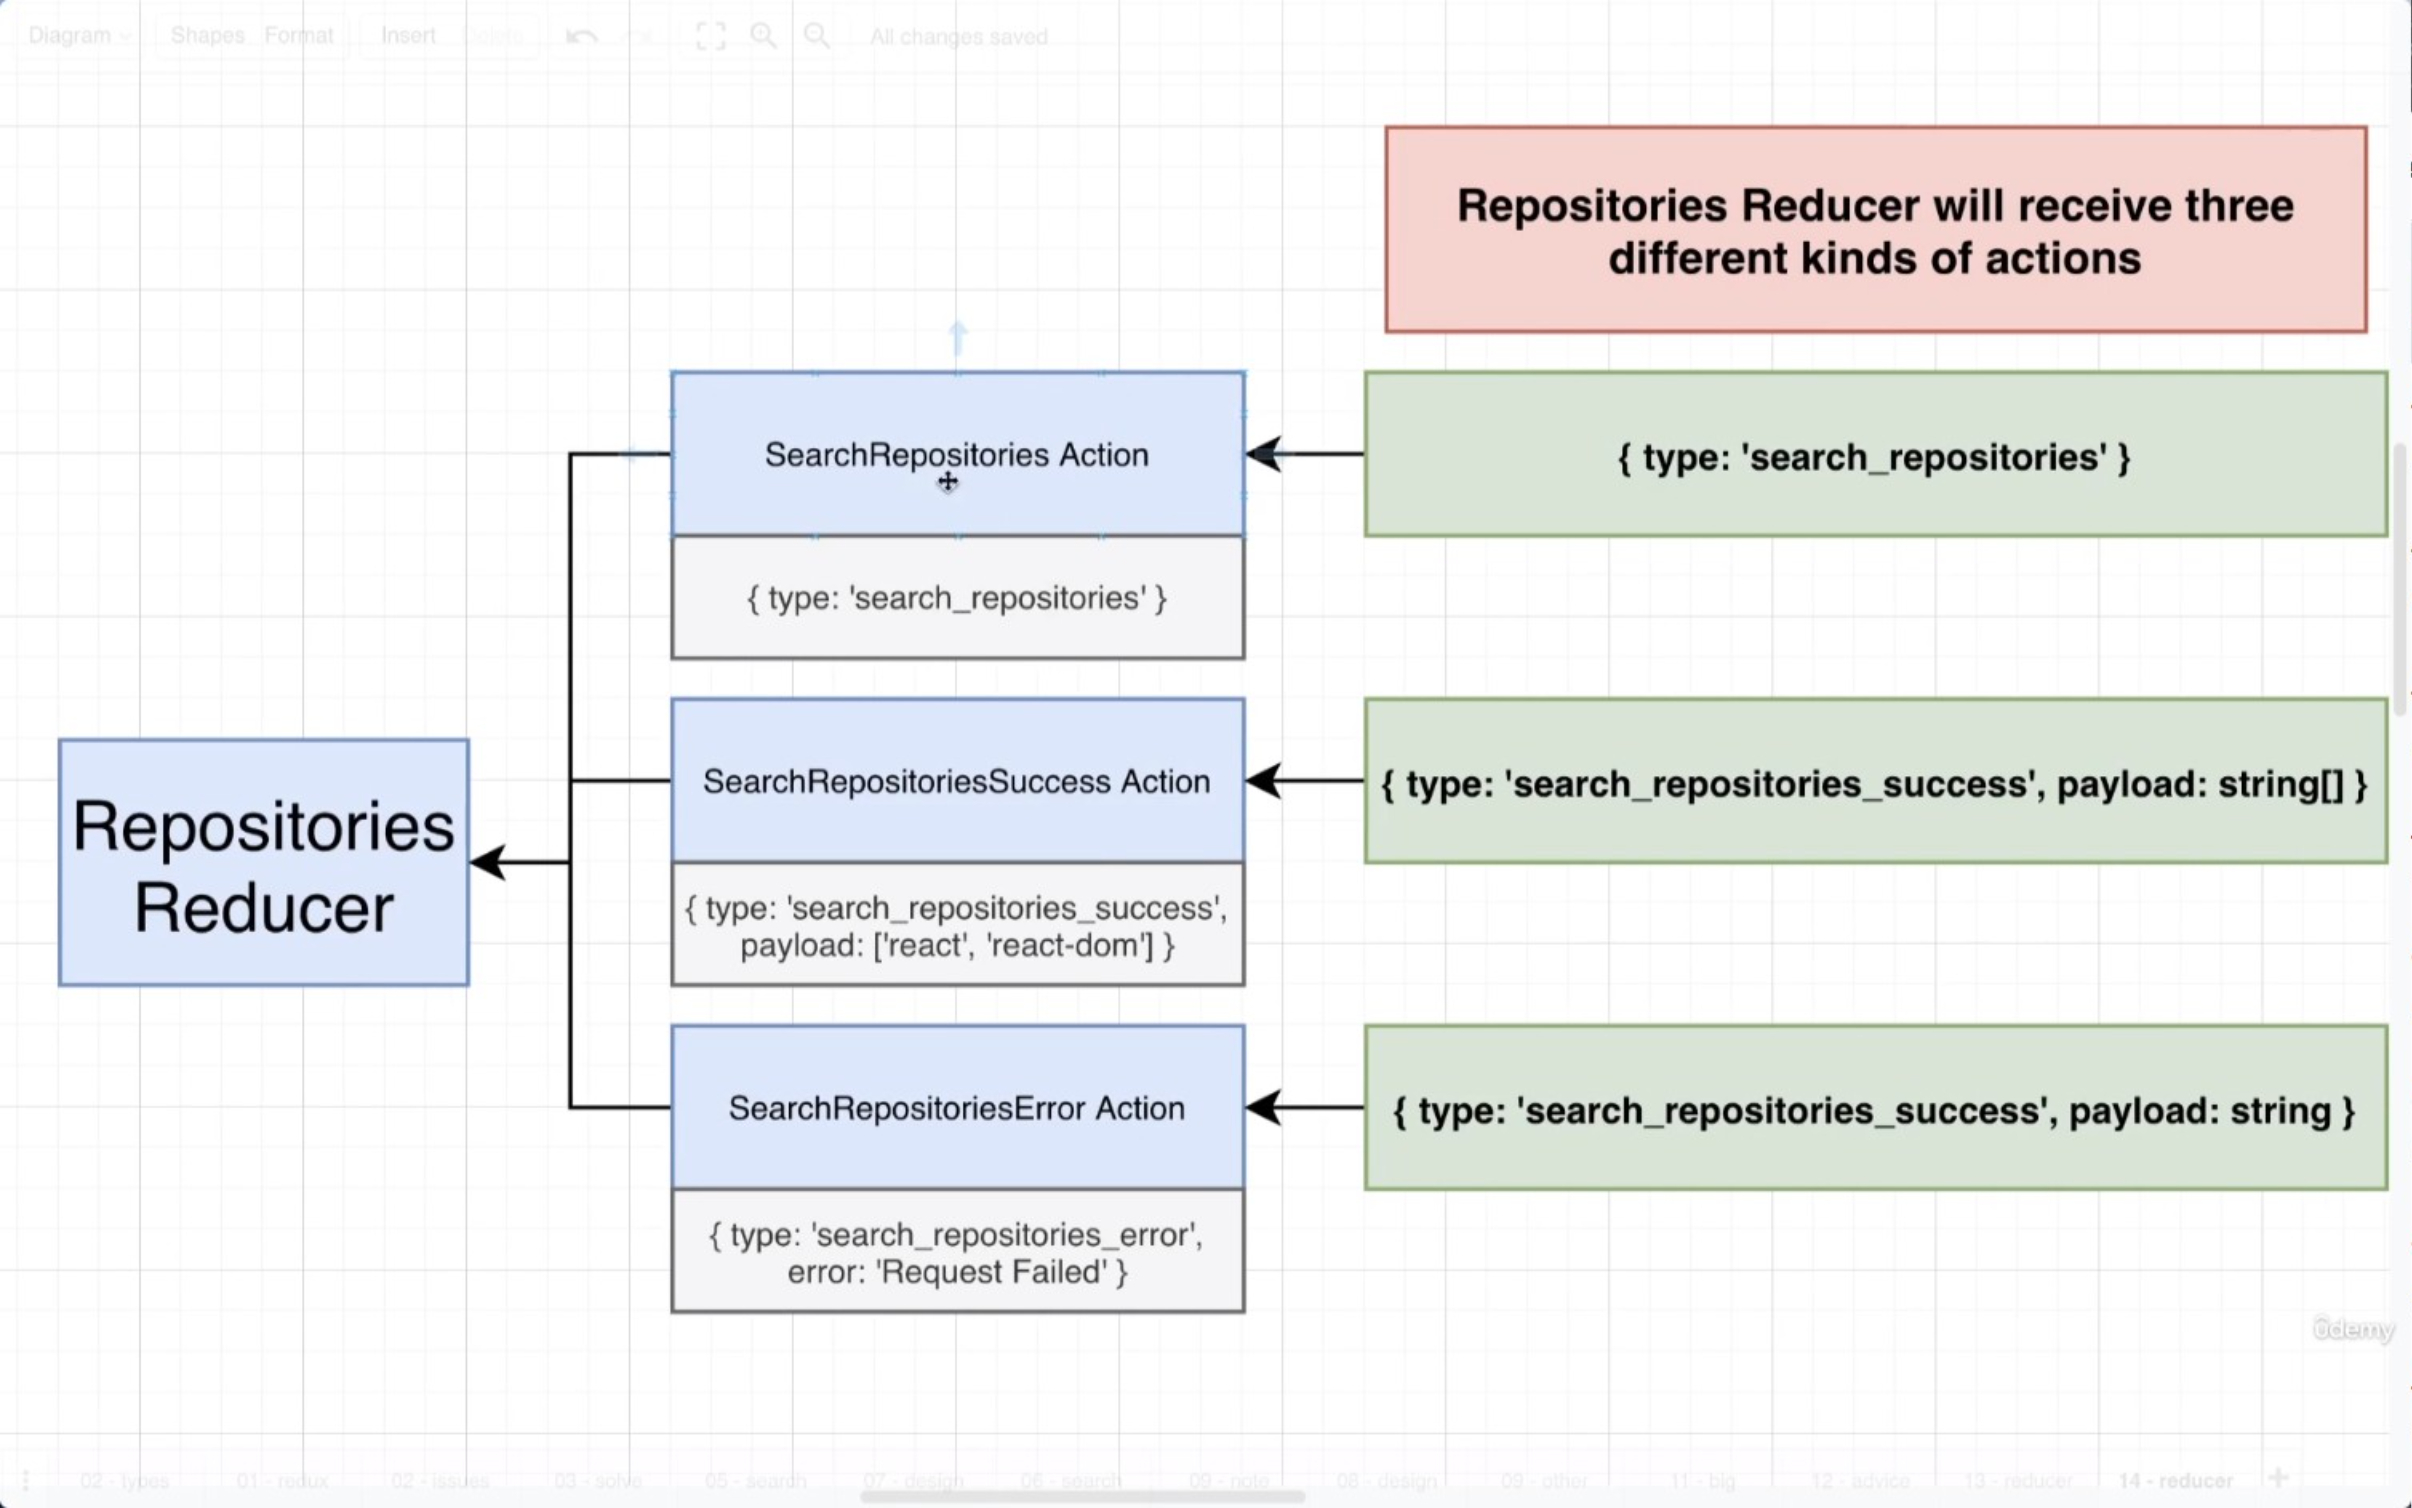 Diagram Shapes Format Insert Delete All changes saved
Repositories Reducer will receive three
different kinds of actions
SearchRepositories Action
{ type: 'search_repositories' }
{ type: 'search_repositories' }
SearchRepositoriesSuccess Action
{ type: 'search_repositories_success', payload: string[] }
{ type: 'search_repositories_success',
payload: ['react', 'react-dom'] }
Repositories
Reducer
SearchRepositoriesError Action
{ type: 'search_repositories_success', payload: string }
{ type: 'search_repositories_error',
error: 'Request Failed' }
ûdemy
02 - types 01 - redux 02 - issues 03 - solve 05 - search 07 - design 06 - search 09 - note 08 - design 09 - other 11 - big 12 - advice 13 - reducer 14 - reducer